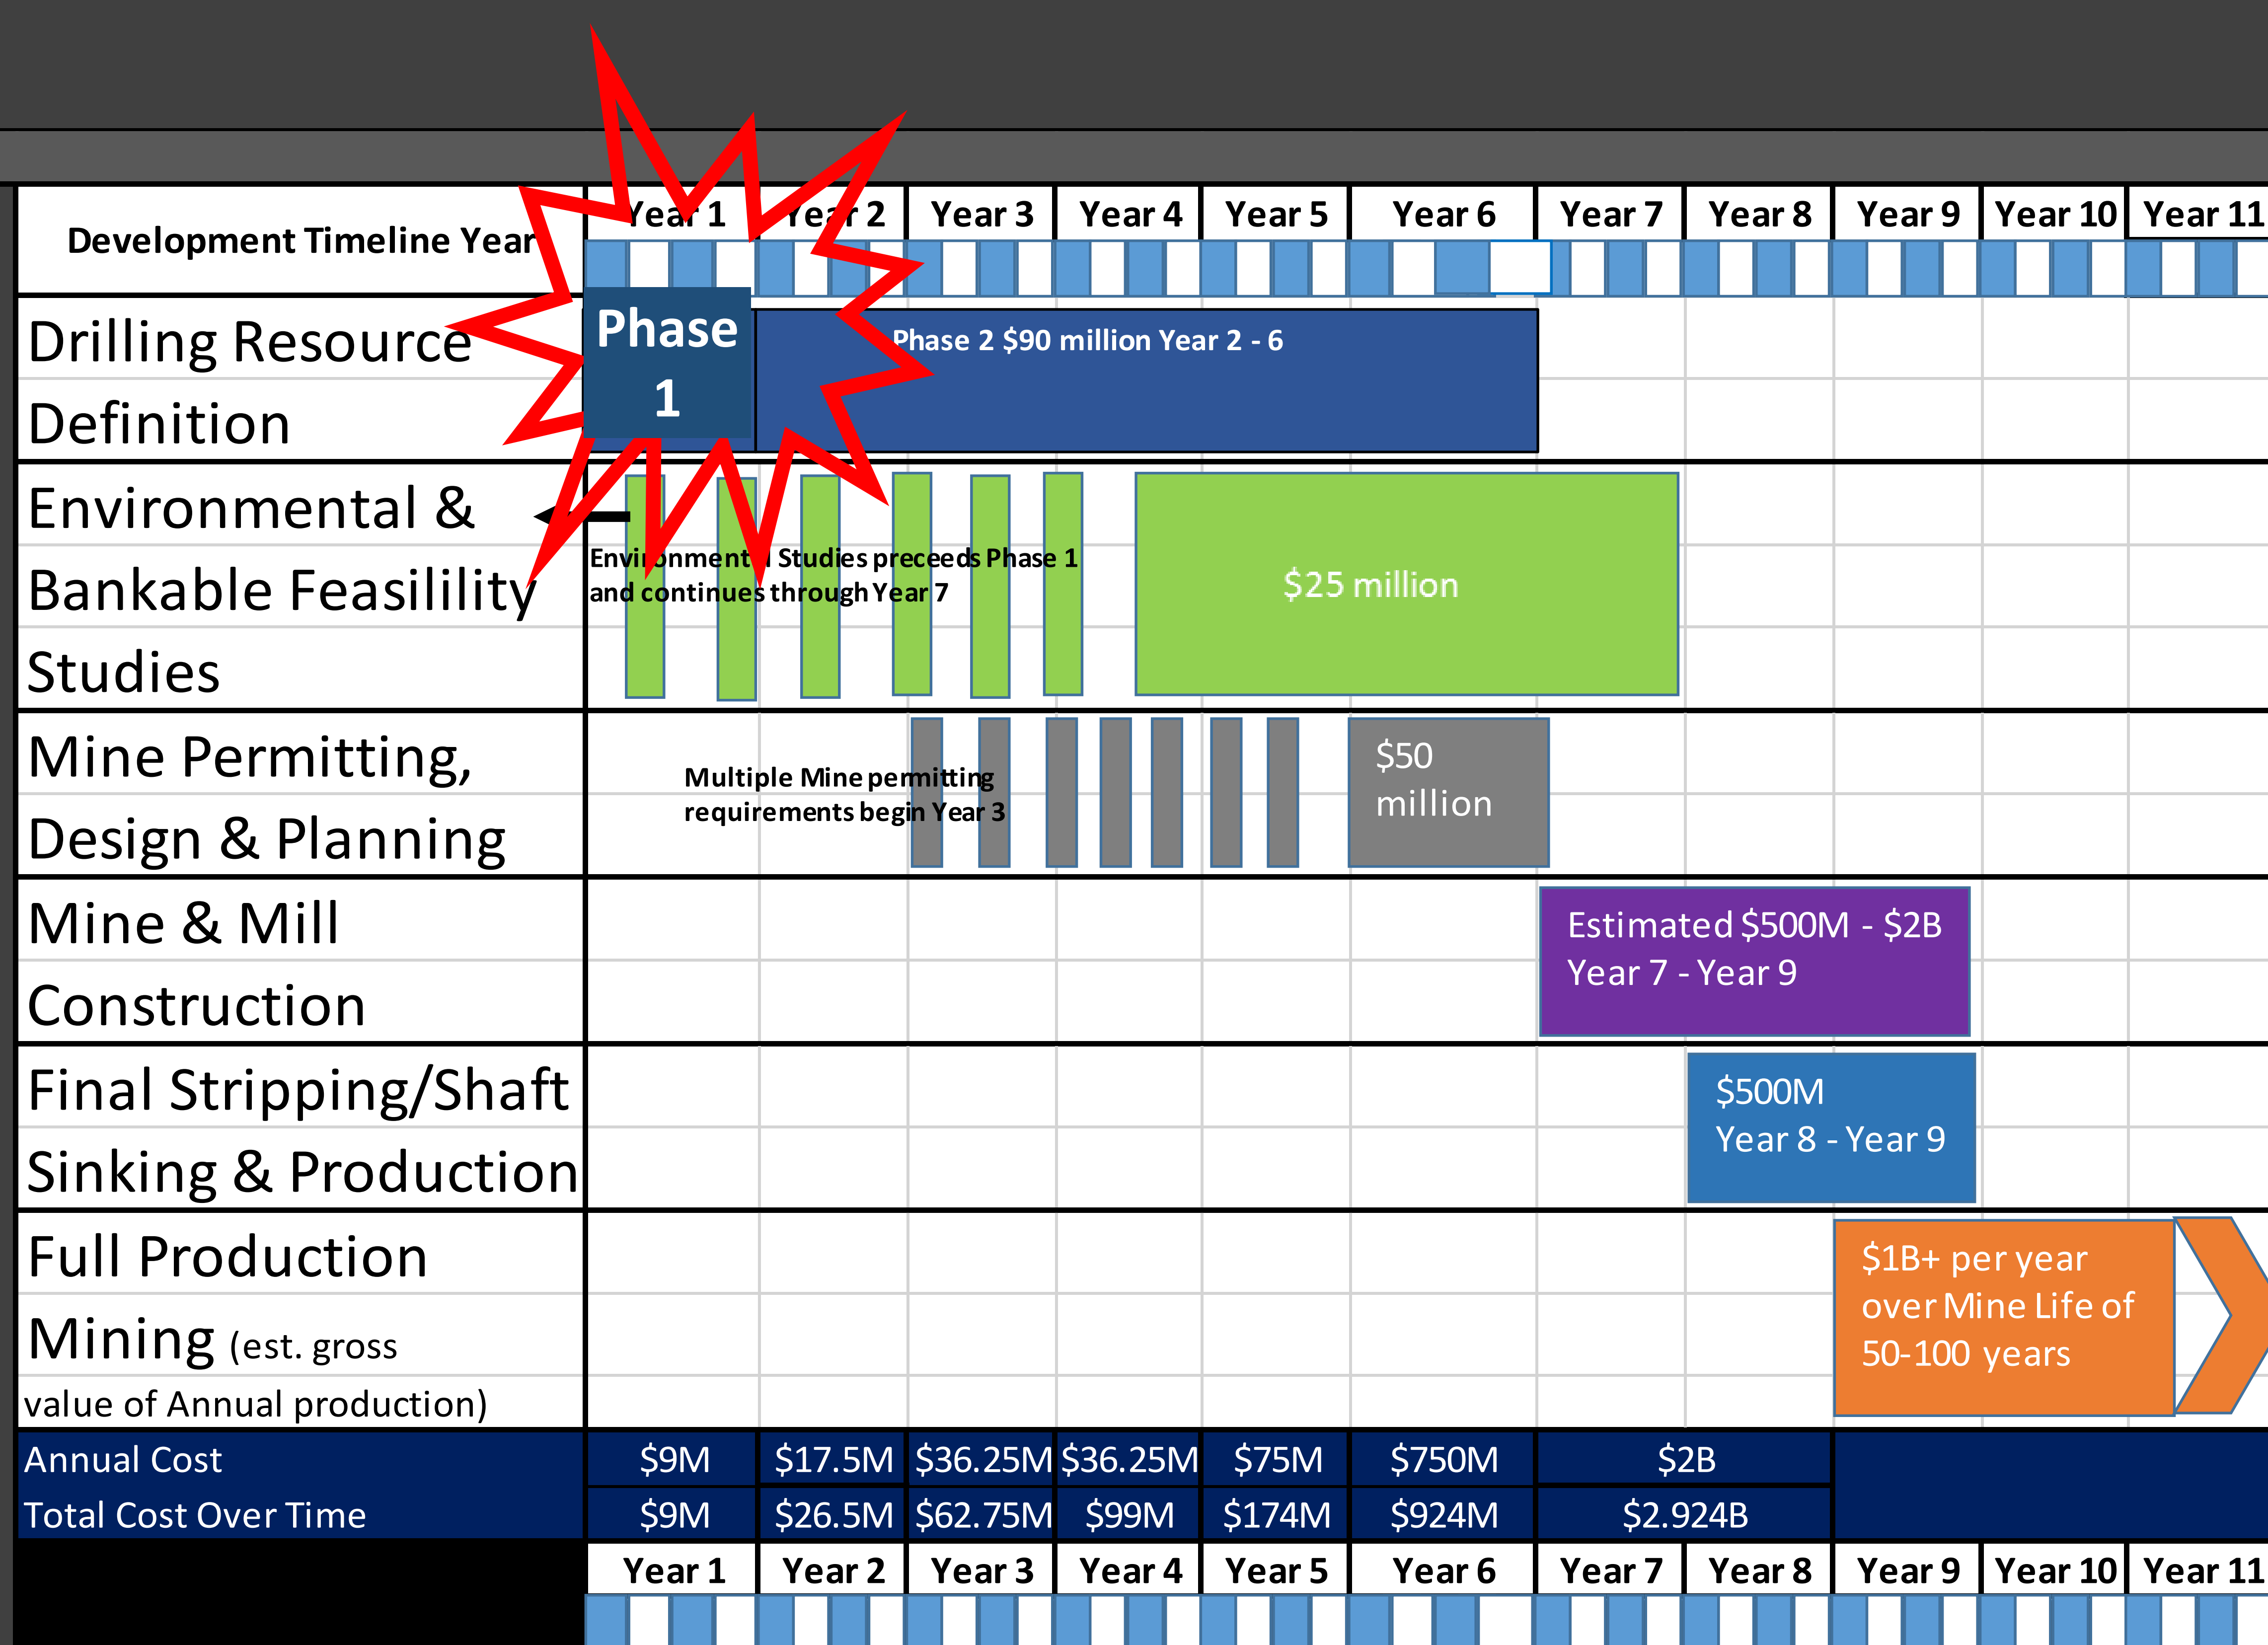 Development Timeline Year
Year 1 Year 2 Year 3 Year 4 Year 5 Year 6 Year 7 Year 8 Year 9 Year 10 Year 11
Drilling Resource
Definition
Phase
1
Phase 2 $90 million Year 2 - 6
Environmental &
Bankable Feasilility
Studies
Environmental Studies preceeds Phase 1
and continues through Year 7
$25 million
Mine Permitting,
Design & Planning
Multiple Mine permitting
requirements begin Year 3
$50
million
Mine & Mill
Construction
Estimated $500M - $2B
Year 7 - Year 9
Final Stripping/Shaft
Sinking & Production
$500M
Year 8 - Year 9
Full Production
Mining (est. gross
value of Annual production)
$1B+ per year
over Mine Life of
50-100 years
Annual Cost $9M $17.5M $36.25M $36.25M $75M $750M $2B
Total Cost Over Time $9M $26.5M $62.75M $99M $174M $924M $2.924B
Year 1 Year 2 Year 3 Year 4 Year 5 Year 6 Year 7 Year 8 Year 9 Year 10 Year 11